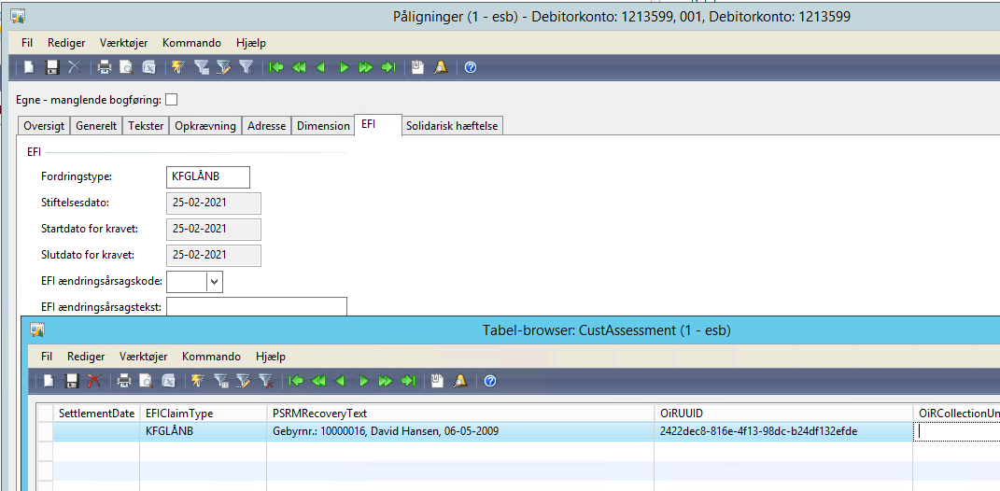 Påligninger (1 - esb) - Debitorkonto: 1213599, 001, Debitorkonto: 1213599
Fil Rediger Værktøjer Kommando Hjælp
Egne - manglende bogføring:
Oversigt Generelt Tekster Opkrævning Adresse Dimension EFI Solidarisk hæftelse
EFI
Fordringstype: KFGLÅNB
Stiftelsesdato: 25-02-2021
Startdato for kravet: 25-02-2021
Slutdato for kravet: 25-02-2021
EFI ændringsårsagskode:
EFI ændringsårsagstekst:
Tabel-browser: CustAssessment (1 - esb)
Fil Rediger Værktøjer Kommando Hjælp
SettlementDate EFIClaimType PSRMRecoveryText OiRUUID OiRCollectionUn
KFGLÅNB Gebyrnr.: 10000016, David Hansen, 06-05-2009 2422dec8-816e-4f13-98dc-b24df132efde